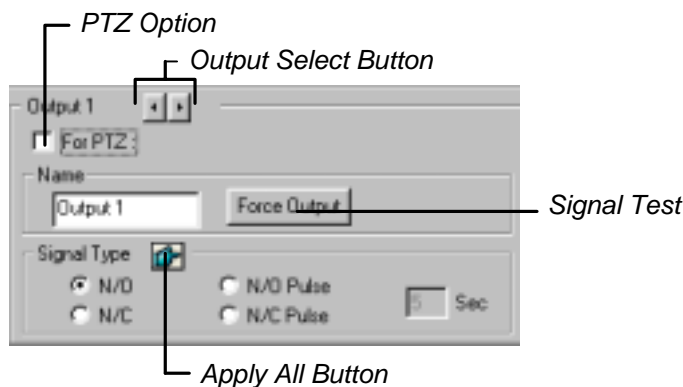 PTZ Option
Output Select Button
Output 1
For PTZ :
Name
Output 1
Force Output
Signal Test
Signal Type
N/O
N/O Pulse
5 Sec
N/C
N/C Pulse
Apply All Button